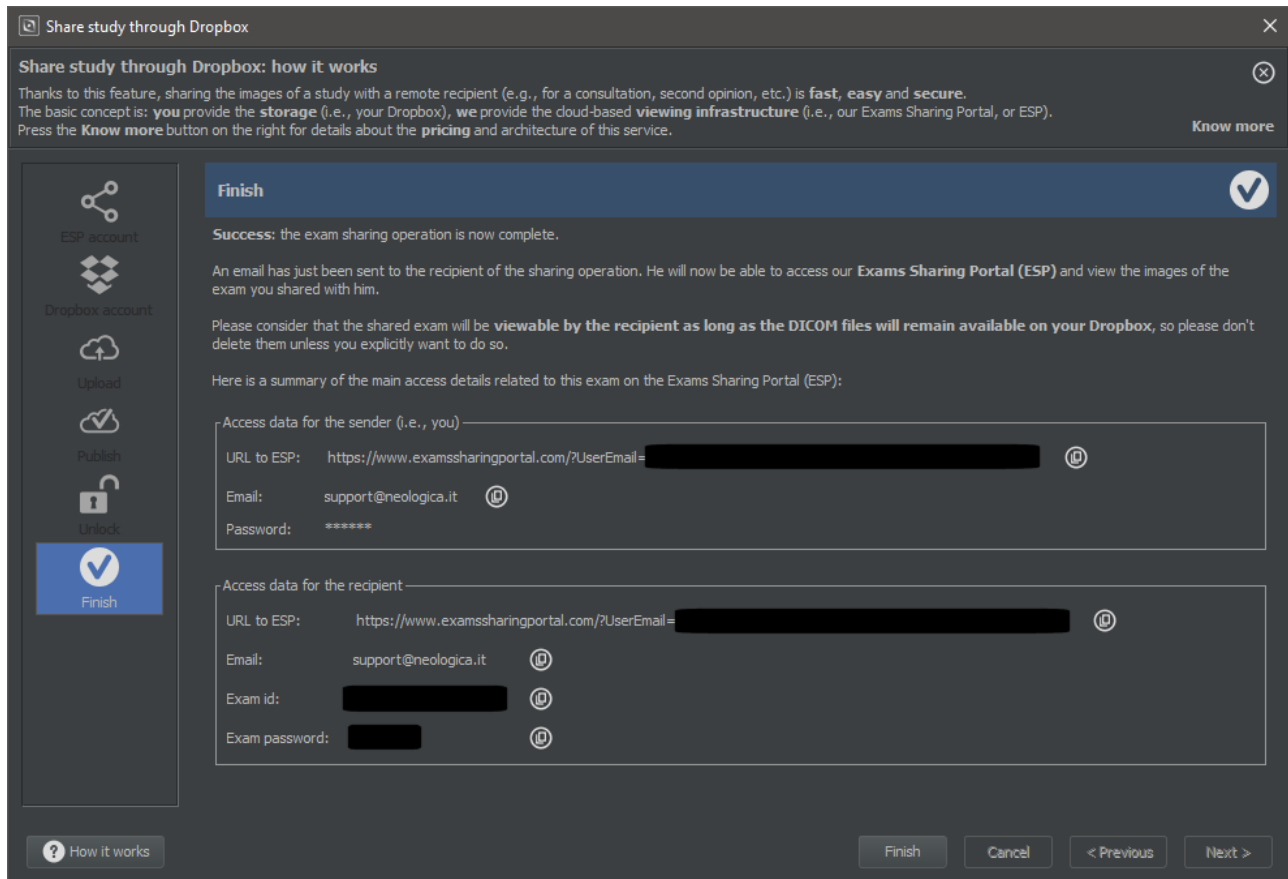 Share study through Dropbox
Share study through Dropbox: how it works
Thanks to this feature, sharing the images of a study with a remote recipient (e.g., for a consultation, second opinion, etc.) is fast, easy and secure.
The basic concept is: you provide the storage (i.e., your Dropbox), we provide the cloud-based viewing infrastructure (i.e., our Exams Sharing Portal, or ESP).
Press the Know more button on the right for details about the pricing and architecture of this service.
Know more
ESP account
Dropbox account
Upload
Publish
Unlock
Finish
Finish
Success: the exam sharing operation is now complete.
An email has just been sent to the recipient of the sharing operation. He will now be able to access our Exams Sharing Portal (ESP) and view the images of the
exam you shared with him.
Please consider that the shared exam will be viewable by the recipient as long as the DICOM files will remain available on your Dropbox, so please don't
delete them unless you explicitly want to do so.
Here is a summary of the main access details related to this exam on the Exams Sharing Portal (ESP):
Access data for the sender (i.e., you)
URL to ESP: https://www.examssharingportal.com/?UserEmail=
Email: support@neologica.it
Password: ******
Access data for the recipient
URL to ESP: https://www.examssharingportal.com/?UserEmail=
Email: support@neologica.it
Exam id:
Exam password:
? How it works
Finish
Cancel
< Previous
Next >